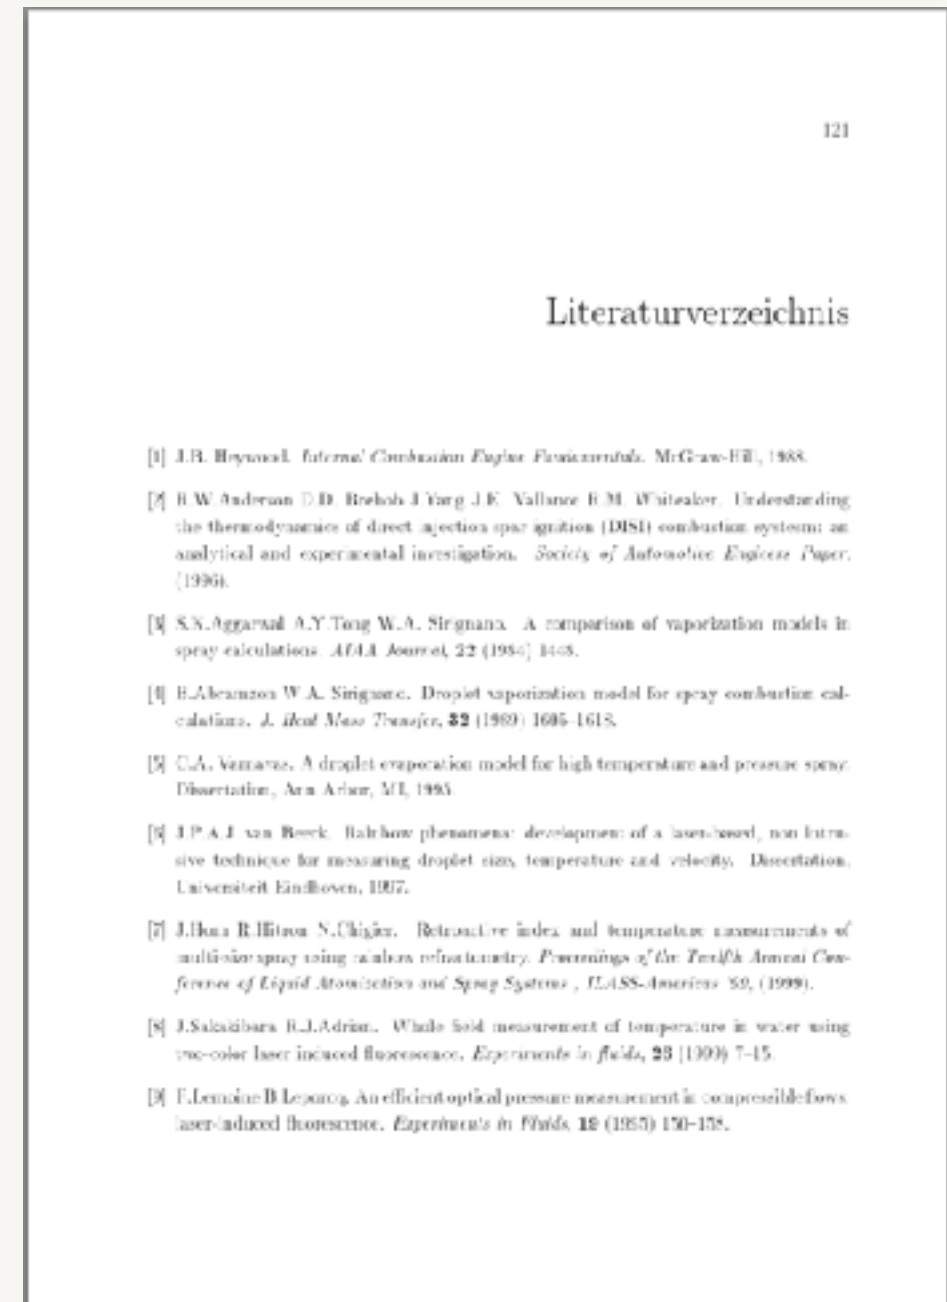 121
Literaturverzeichnis
[1] J.B. Heywood. Internal Combustion Engine Fundamentals. McGraw-Hill, 1988.
[2] R.W.Anderson D.D. Brehob J.Yang J.K. Vallance R.M. Whiteaker. Understanding
the thermodynamics of direct injection spar ignition (DISI) combustion systems: an
analytical and experimental investigation. Society of Automotive Paper,
(1996).
[3] S.K.Aggarwal A.Y.Tong W.A. Sirignano. A comparison of vaporization models in
spray calculations. AIAA Journal, 22 (1984) 1448.
[4] B.Abramzon W.A. Sirignano. Droplet vaporization model for spray combustion cal-
culations. J. Heat Mass Transfer, 32 (1989) 1605–1618.
[5] C.A. A droplet evaporation model for high temperature and pressure spray.
Dissertation, Ann Arbor, MI, 1995.
[6] J.P.A.J. van Beeck. Rainbow phenomena: development of a laser-based, non intru-
sive technique for measuring droplet size, temperature and velocity. Dissertation,
Universiteit Eindhoven, 1997.
[7] N.Chigier. index and temperature measurements of
multi-size spray using rainbow refractometry. Proceedings of the Twelfth Annual Con-
ference of Liquid Atomization and Spray Systems , ILASS-Americas '99, (1999).
[8] J.Sakakibara R.J.Adrian. Whole field measurement of temperature in water using
two-color laser induced fluorescence. Experiments in fluids, (1999) 7–15.
[9] F.Lemoine B.Leporcq. An efficient optical pressure measurement in compressible flows:
laser-induced fluorescence. Experiments in Fluids, 19 (1995)